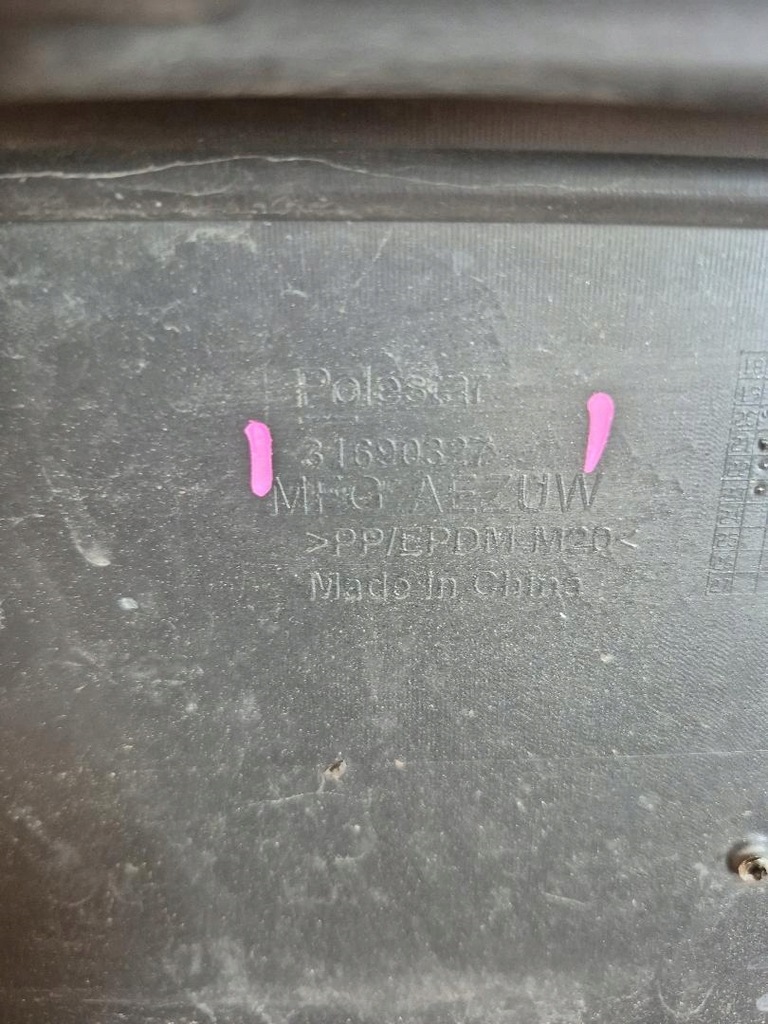 Polestar
31690327
MFG AEZUW
>PP/EPDM-M20<
Made In China